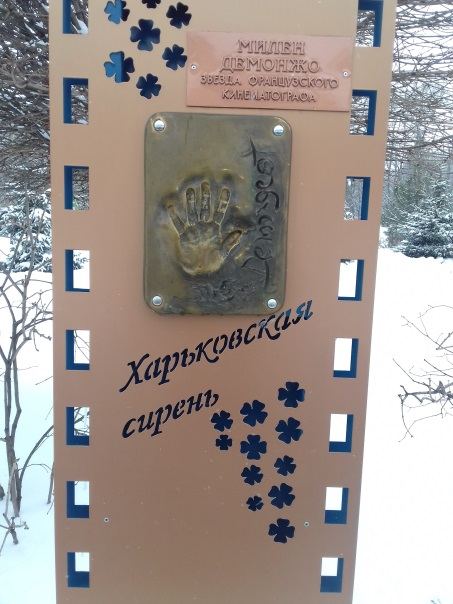 МИЛЕН
ДЕМОНЖО
ЗВЕЗДА ФРАНЦУЗСКОГО
КИНЕМАТОГРАФА
Харьковская
сирень